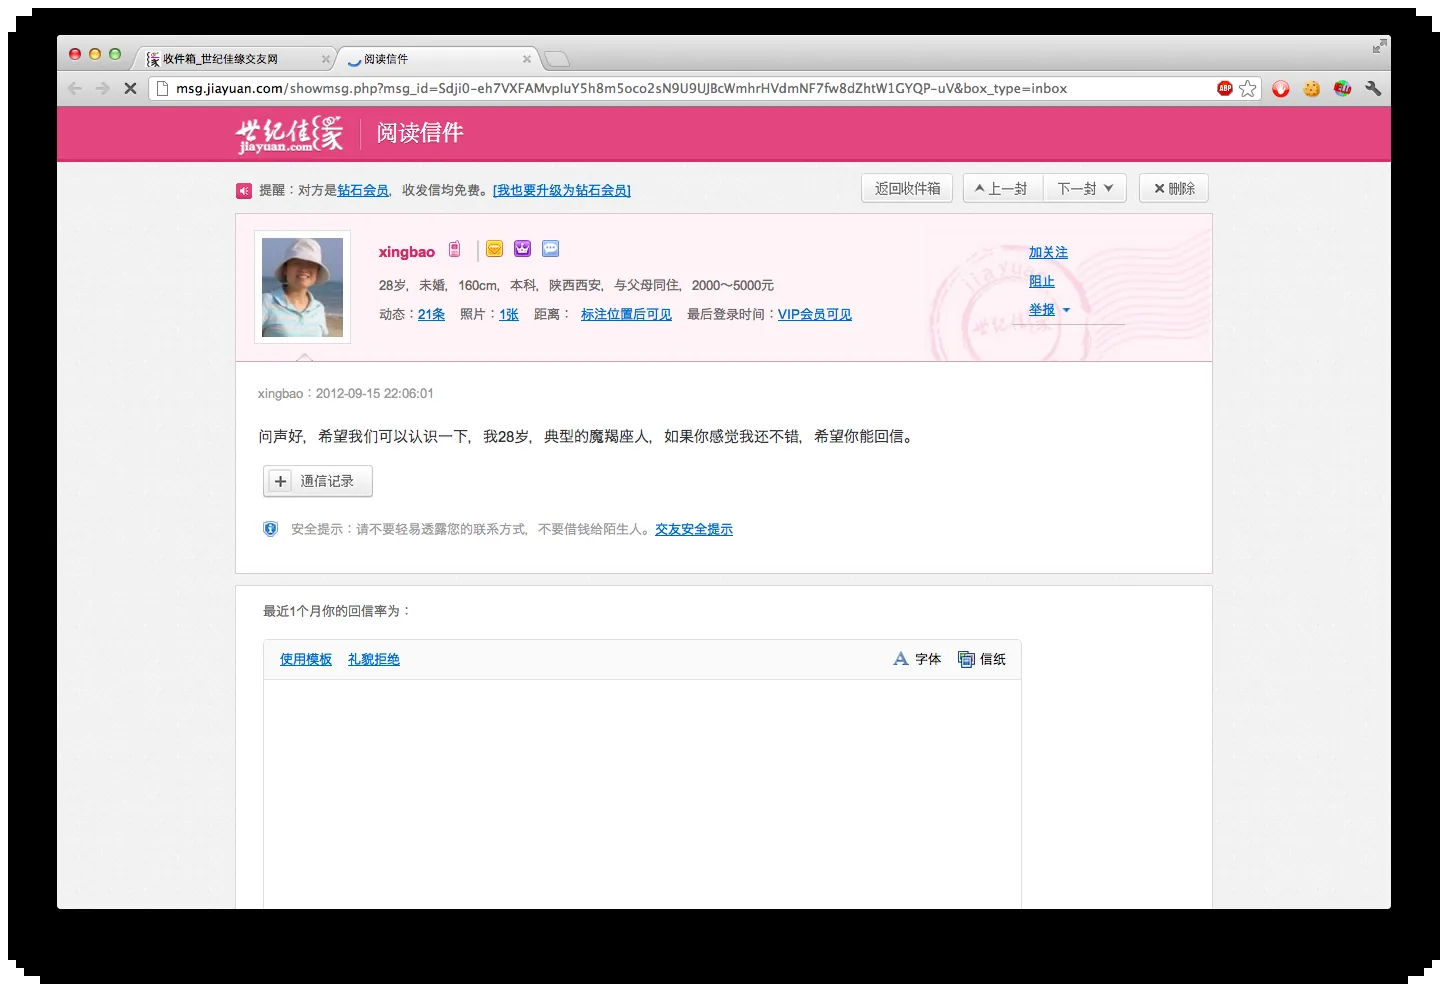 收件箱_世纪佳缘交友网
阅读信件
msg.jiayuan.com/showmsg.php?msg_id=Sdji0-eh7VXFAMvpluY5h8m5oco2sN9U9UJBcWmhrHVdmNF7fw8dZhtW1GYQP-uV&box_type=inbox
ABP
世纪佳缘
jiayuan.com
阅读信件
提醒：对方是钻石会员，收发信均免费。[我也要升级为钻石会员]
返回收件箱
上一封
下一封
删除
xingbao
28岁，未婚，160cm，本科，陕西西安，与父母同住，2000～5000元
动态：21条 照片：1张 距离： 标注位置后可见 最后登录时间：VIP会员可见
加关注
阻止
举报
jiayuan
世纪佳缘
xingbao：2012-09-15 22:06:01
问声好，希望我们可以认识一下，我28岁，典型的魔羯座人，如果你感觉我还不错，希望你能回信。
通信记录
安全提示：请不要轻易透露您的联系方式，不要借钱给陌生人。交友安全提示
最近1个月你的回信率为：
使用模板 礼貌拒绝
字体 信纸